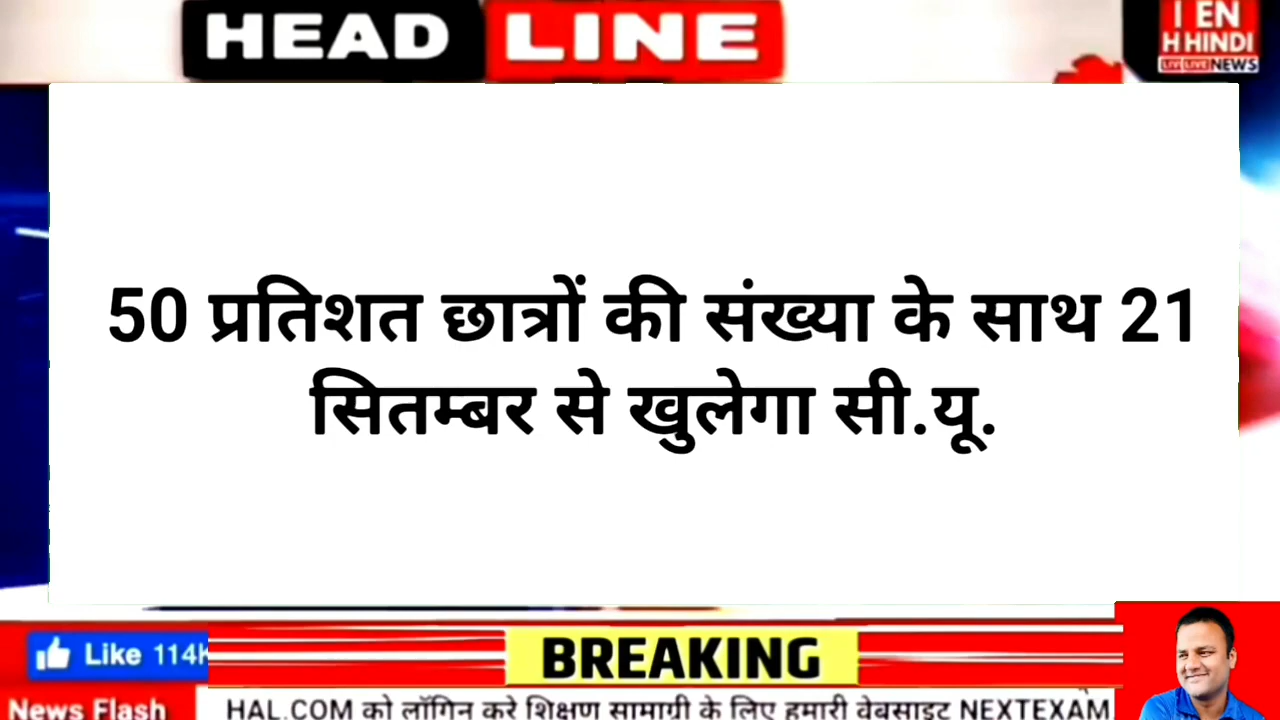 HEAD LINE
I EN
H HINDI
LIVE NEWS
50 प्रतिशत छात्रों की संख्या के साथ 21
सितम्बर से खुलेगा सी.यू.
Like 114K
BREAKING
News Flash
HAL.COM को लॉगिन करे शिक्षण सामाग्री के लिए हमारी वेबसाइट NEXTEXAM